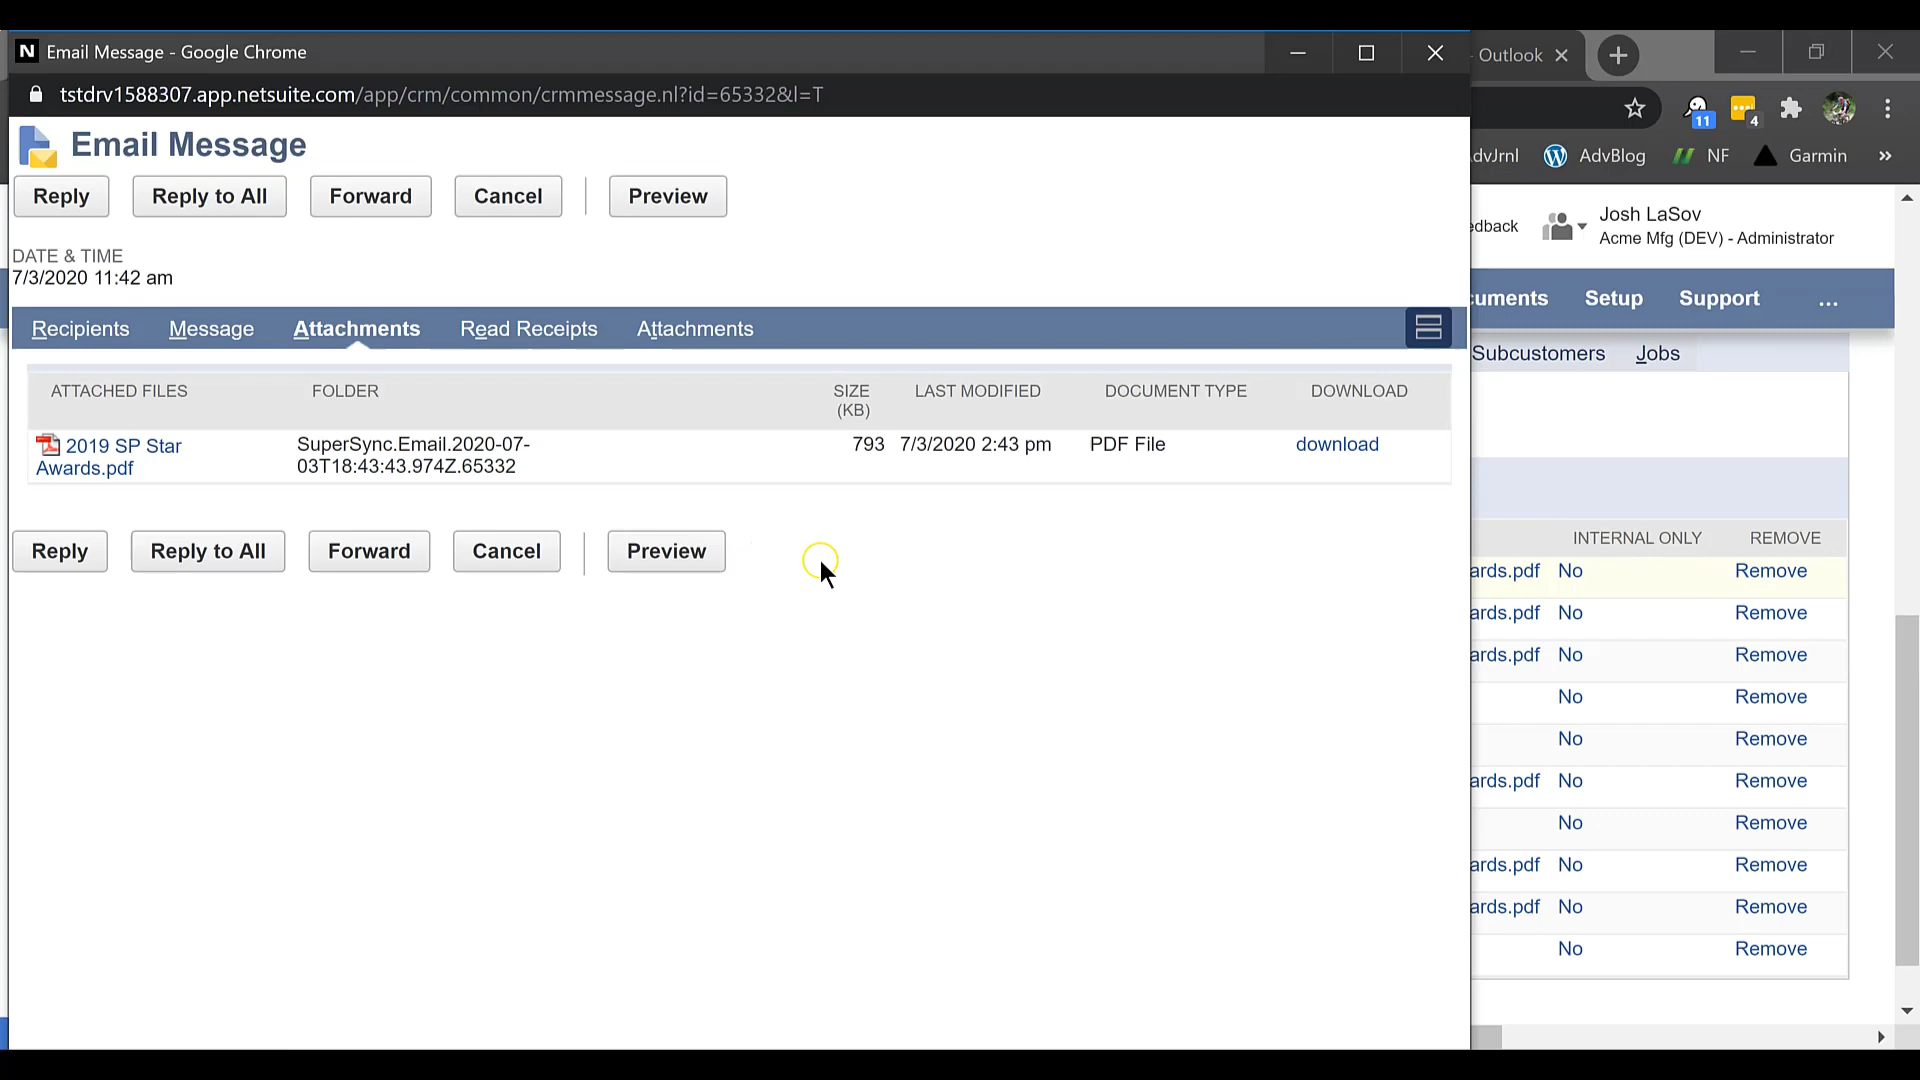 N Email Message - Google Chrome
Outlook
tstdrv1588307.app.netsuite.com/app/crm/common/crmmessage.nl?id=65332&l=T
11
4
Email Message
dvJrnl AdvBlog NF Garmin »
Reply Reply to All Forward Cancel Preview
edback
Josh LaSov
Acme Mfg (DEV) - Administrator
DATE & TIME
7/3/2020 11:42 am
cuments Setup Support ...
Recipients Message Attachments Read Receipts Attachments
Subcustomers Jobs
ATTACHED FILES FOLDER SIZE (KB) LAST MODIFIED DOCUMENT TYPE DOWNLOAD
2019 SP Star Awards.pdf SuperSync.Email.2020-07-03T18:43:43.974Z.65332 793 7/3/2020 2:43 pm PDF File download
Reply Reply to All Forward Cancel Preview
INTERNAL ONLY REMOVE
ards.pdf No Remove
ards.pdf No Remove
ards.pdf No Remove
No Remove
No Remove
ards.pdf No Remove
No Remove
ards.pdf No Remove
ards.pdf No Remove
No Remove